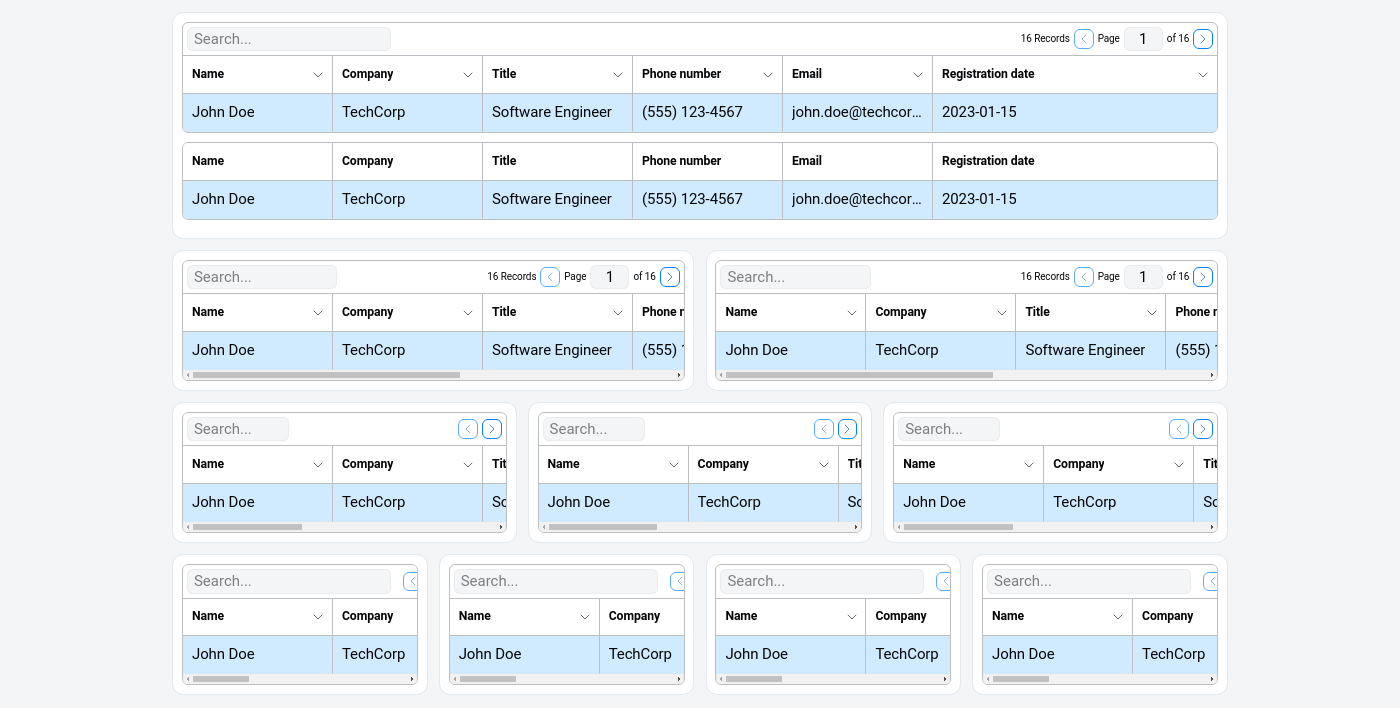 Search... 16 Records Page 1 of 16
Name Company Title Phone number Email Registration date
John Doe TechCorp Software Engineer (555) 123-4567 john.doe@techcor... 2023-01-15
Name Company Title Phone number Email Registration date
John Doe TechCorp Software Engineer (555) 123-4567 john.doe@techcor... 2023-01-15
Search... 16 Records Page 1 of 16
Name Company Title Phone
John Doe TechCorp Software Engineer (555)
Search... 16 Records Page 1 of 16
Name Company Title Phone
John Doe TechCorp Software Engineer (555)
Search...
Name Company Tit
John Doe TechCorp So
Search...
Name Company Tit
John Doe TechCorp So
Search...
Name Company Tit
John Doe TechCorp So
Search...
Name Company
John Doe TechCorp
Search...
Name Company
John Doe TechCorp
Search...
Name Company
John Doe TechCorp
Search...
Name Company
John Doe TechCorp